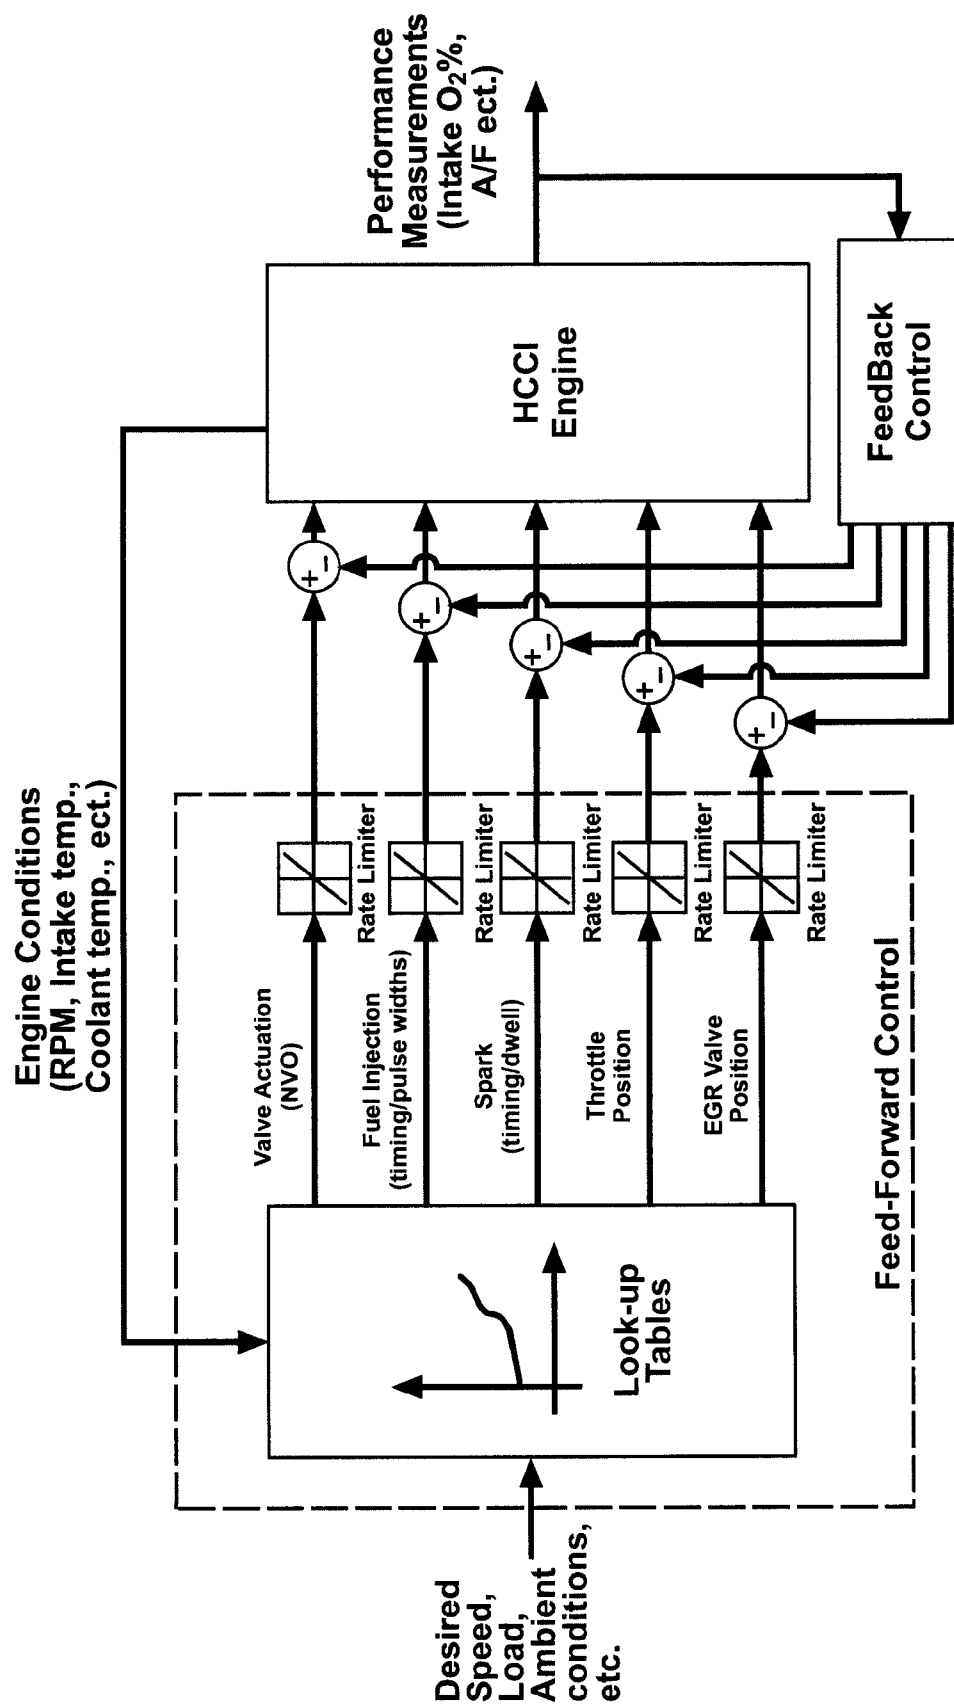 Engine Conditions
(RPM, Intake temp.,
Coolant temp., ect.)
Performance
Measurements
(Intake O₂%,
A/F ect.)
Desired
Speed,
Load,
Ambient
conditions,
etc.
Look-up
Tables
Valve Actuation
(NVO)
Rate Limiter
+
−
Fuel Injection
(timing/pulse widths)
Rate Limiter
+
−
Spark
(timing/dwell)
Rate Limiter
+
−
Throttle
Position
Rate Limiter
+
−
EGR Valve
Position
Rate Limiter
+
−
Feed-Forward Control
HCCI
Engine
FeedBack
Control